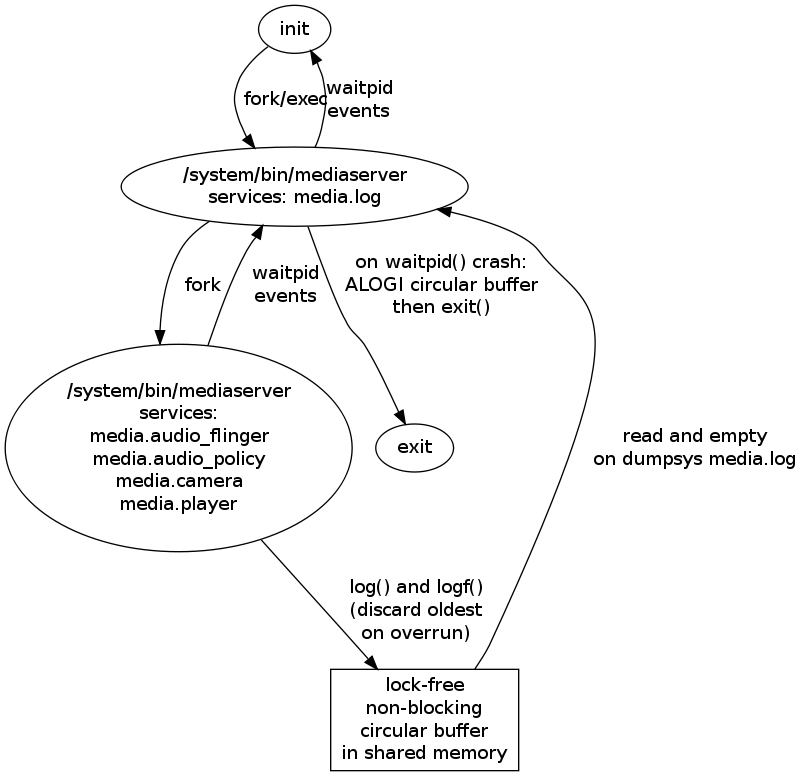 init
fork/exec
waitpid
events
/system/bin/mediaserver
services: media.log
fork
waitpid
events
on waitpid() crash:
ALOGI circular buffer
then exit()
/system/bin/mediaserver
services:
media.audio_flinger
media.audio_policy
media.camera
media.player
exit
read and empty
on dumpsys media.log
log() and logf()
(discard oldest
on overrun)
lock-free
non-blocking
circular buffer
in shared memory